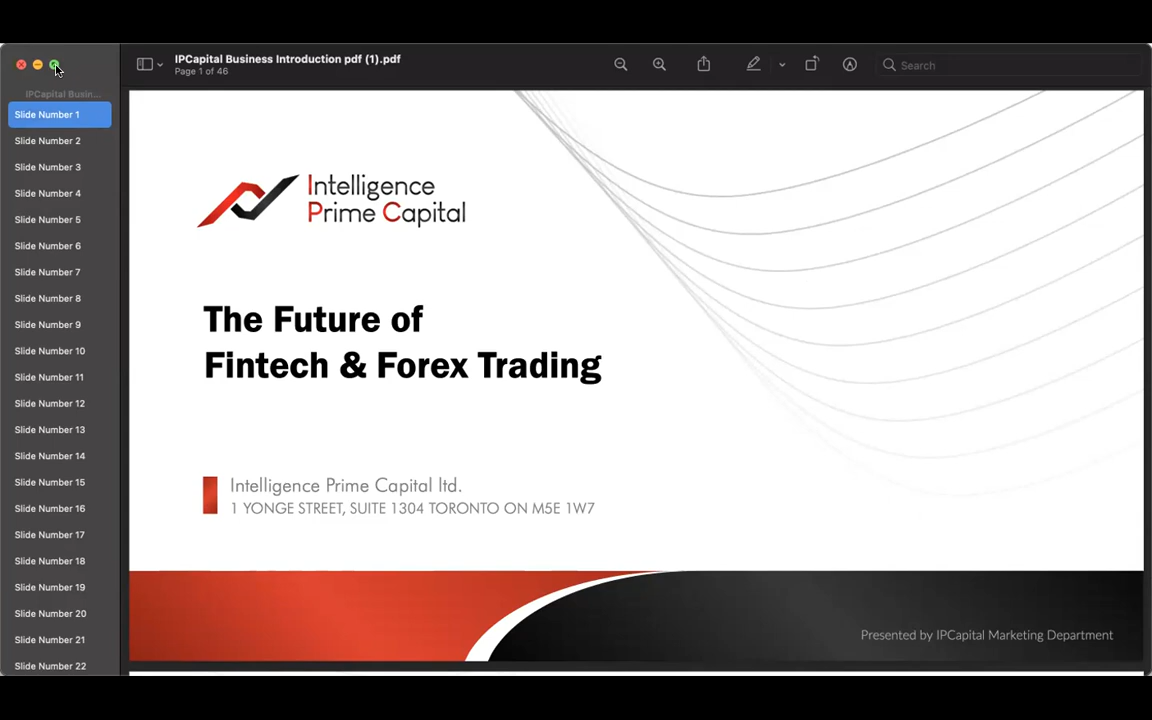 IPCapital Business Introduction pdf (1).pdf
Page 1 of 46
Search
IPCapital Busin...
Slide Number 1
Slide Number 2
Slide Number 3
Slide Number 4
Slide Number 5
Slide Number 6
Slide Number 7
Slide Number 8
Slide Number 9
Slide Number 10
Slide Number 11
Slide Number 12
Slide Number 13
Slide Number 14
Slide Number 15
Slide Number 16
Slide Number 17
Slide Number 18
Slide Number 19
Slide Number 20
Slide Number 21
Slide Number 22
Intelligence
Prime Capital
The Future of
Fintech & Forex Trading
Intelligence Prime Capital ltd.
1 YONGE STREET, SUITE 1304 TORONTO ON M5E 1W7
Presented by IPCapital Marketing Department